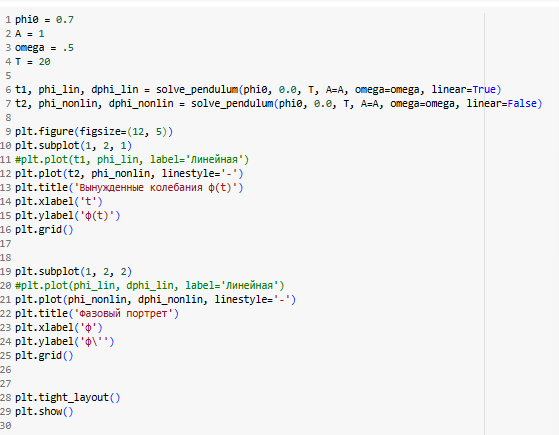 1 phi0 = 0.7
2 A = 1
3 omega = .5
4 T = 20
5
6 t1, phi_lin, dphi_lin = solve_pendulum(phi0, 0.0, T, A=A, omega=omega, linear=True)
7 t2, phi_nonlin, dphi_nonlin = solve_pendulum(phi0, 0.0, T, A=A, omega=omega, linear=False)
8
9 plt.figure(figsize=(12, 5))
10 plt.subplot(1, 2, 1)
11 #plt.plot(t1, phi_lin, label='Линейная')
12 plt.plot(t2, phi_nonlin, linestyle='-')
13 plt.title('Вынужденные колебания ф(t)')
14 plt.xlabel('t')
15 plt.ylabel('ф(t)')
16 plt.grid()
17
18
19 plt.subplot(1, 2, 2)
20 #plt.plot(phi_lin, dphi_lin, label='Линейная')
21 plt.plot(phi_nonlin, dphi_nonlin, linestyle='-')
22 plt.title('Фазовый портрет')
23 plt.xlabel('ф')
24 plt.ylabel('ф\'')
25 plt.grid()
26
27
28 plt.tight_layout()
29 plt.show()
30